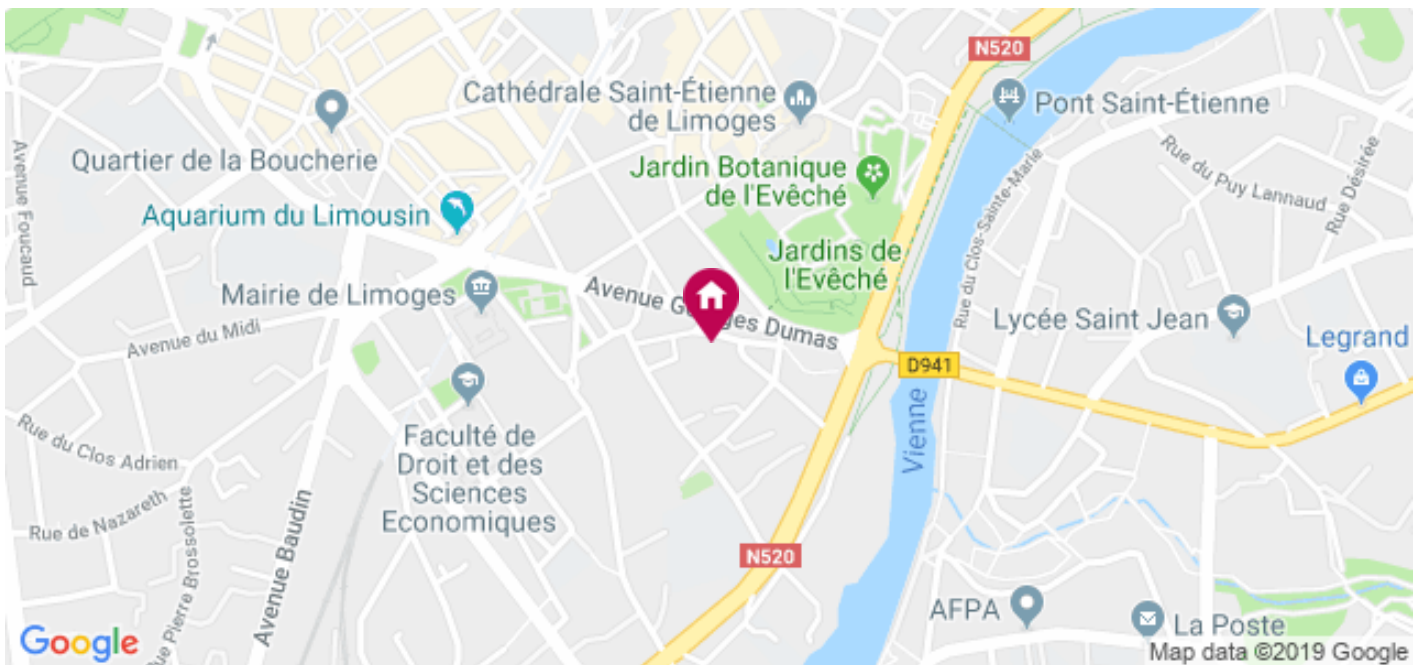 N520
Cathédrale Saint-Étienne
de Limoges
Pont Saint-Étienne
Avenue Foucaud
Quartier de la Boucherie
Jardin Botanique
de l'Evêché
Rue du Clos-Sainte-Marie
Rue du Puy Lannaud
Rue Désirée
Aquarium du Limousin
Jardins de
l'Evêché
Mairie de Limoges
Avenue du Midi
Dumas
Lycée Saint Jean
Legrand
D941
Vienne
Rue du Clos Adrien
Faculté de
Droit et des
Sciences
Economiques
Rue de Nazareth
Rue Pierre Brossolette
Avenue Baudin
N520
AFPA
La Poste
Google
Map data ©2019 Google